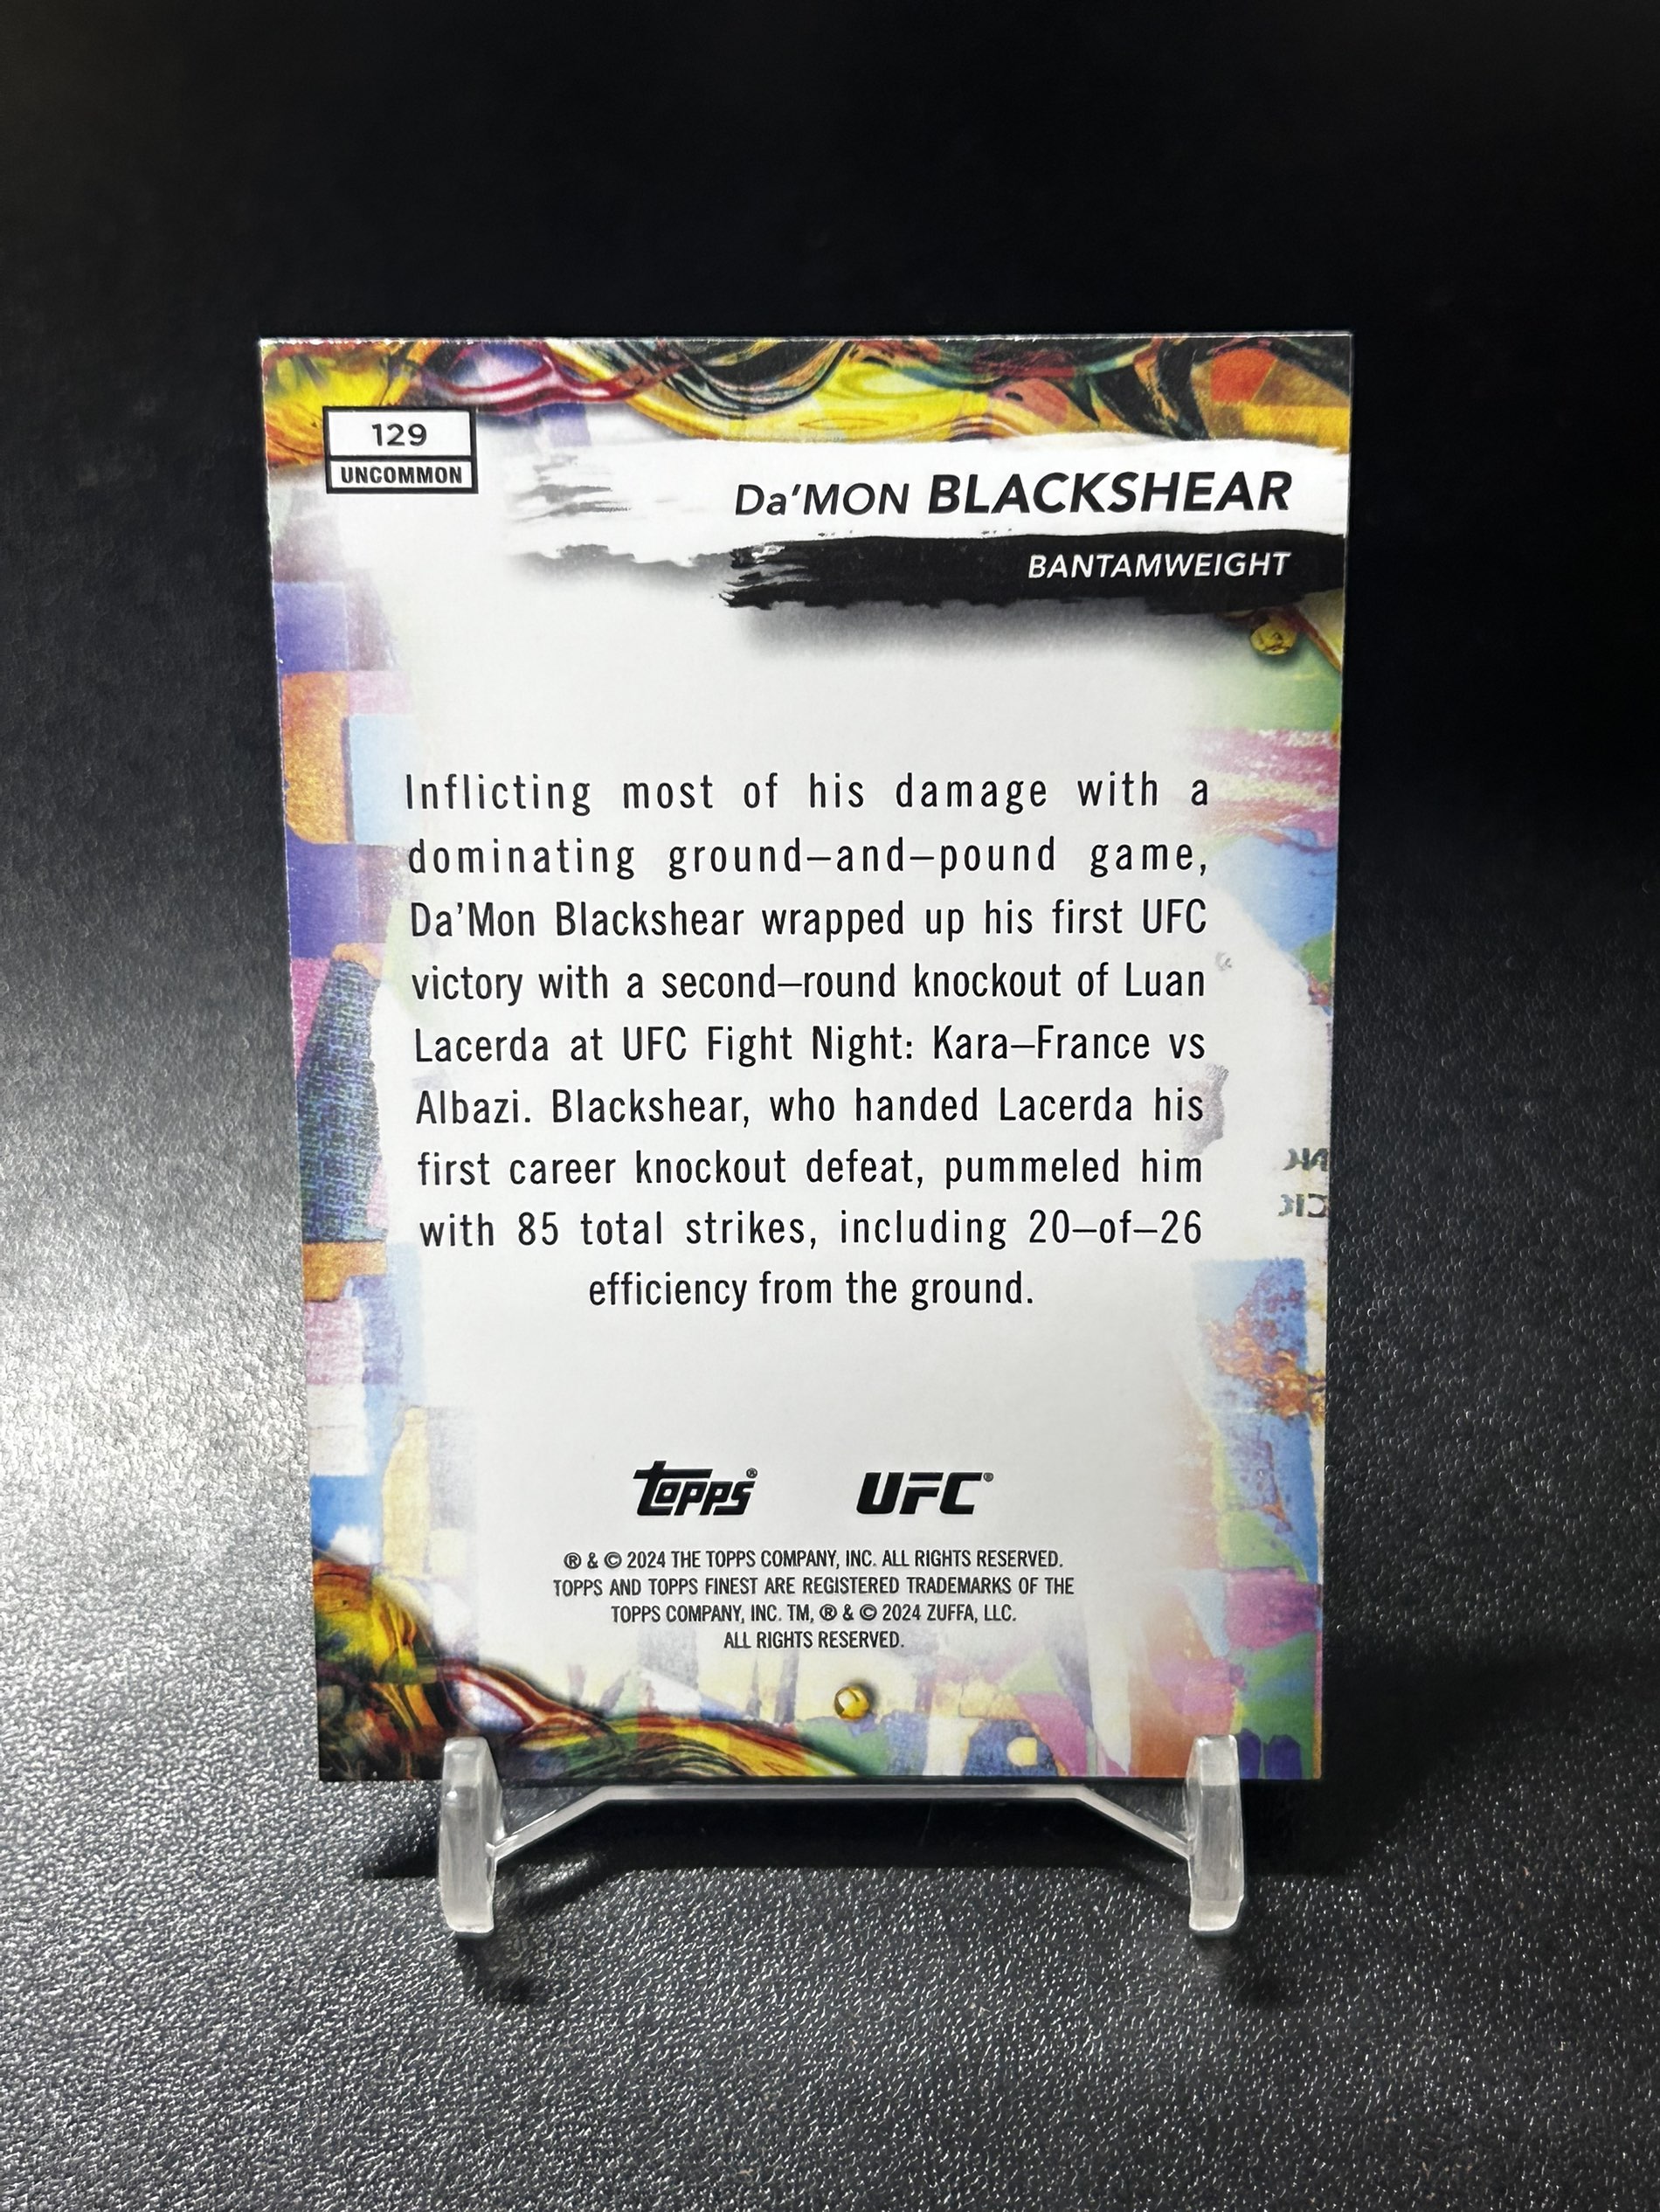 129
UNCOMMON
Da'MON BLACKSHEAR
BANTAMWEIGHT
Inflicting most of his damage with a
dominating ground–and–pound game,
Da'Mon Blackshear wrapped up his first UFC
victory with a second–round knockout of Luan
Lacerda at UFC Fight Night: Kara–France vs
Albazi. Blackshear, who handed Lacerda his
first career knockout defeat, pummeled him
with 85 total strikes, including 20–of–26
efficiency from the ground.
Topps® UFC®
® & © 2024 THE TOPPS COMPANY, INC. ALL RIGHTS RESERVED.
TOPPS AND TOPPS FINEST ARE REGISTERED TRADEMARKS OF THE
TOPPS COMPANY, INC. TM, ® & © 2024 ZUFFA, LLC.
ALL RIGHTS RESERVED.